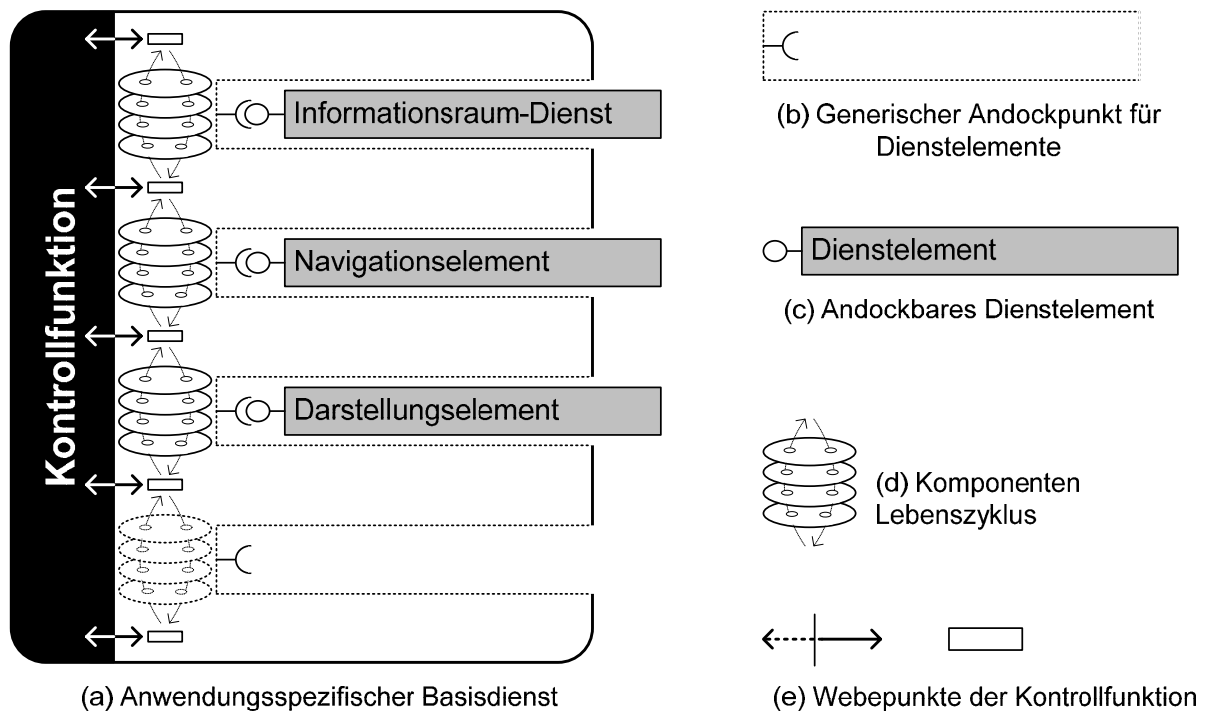 Kontrollfunktion
Informationsraum-Dienst
Navigationselement
Darstellungselement
(a) Anwendungsspezifischer Basisdienst
(b) Generischer Andockpunkt für
Dienstelemente
Dienstelement
(c) Andockbares Dienstelement
(d) Komponenten
Lebenszyklus
(e) Webepunkte der Kontrollfunktion